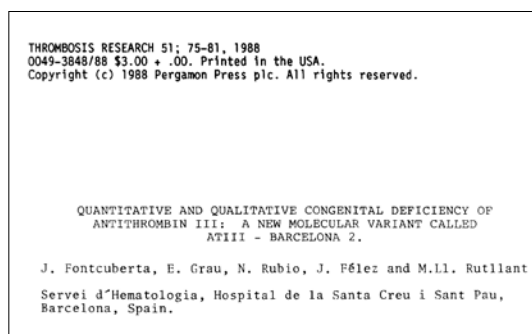 THROMBOSIS RESEARCH 51; 75-81, 1988
0049-3848/88 $3.00 + .00. Printed in the USA.
Copyright (c) 1988 Pergamon Press plc. All rights reserved.
QUANTITATIVE AND QUALITATIVE CONGENITAL DEFICIENCY OF
ANTITHROMBIN III: A NEW MOLECULAR VARIANT CALLED
ATIII - BARCELONA 2.
J. Fontcuberta, E. Grau, N. Rubio, J. Félez and M.Ll. Rutllant
Servei d´Hematologia, Hospital de la Santa Creu i Sant Pau,
Barcelona, Spain.